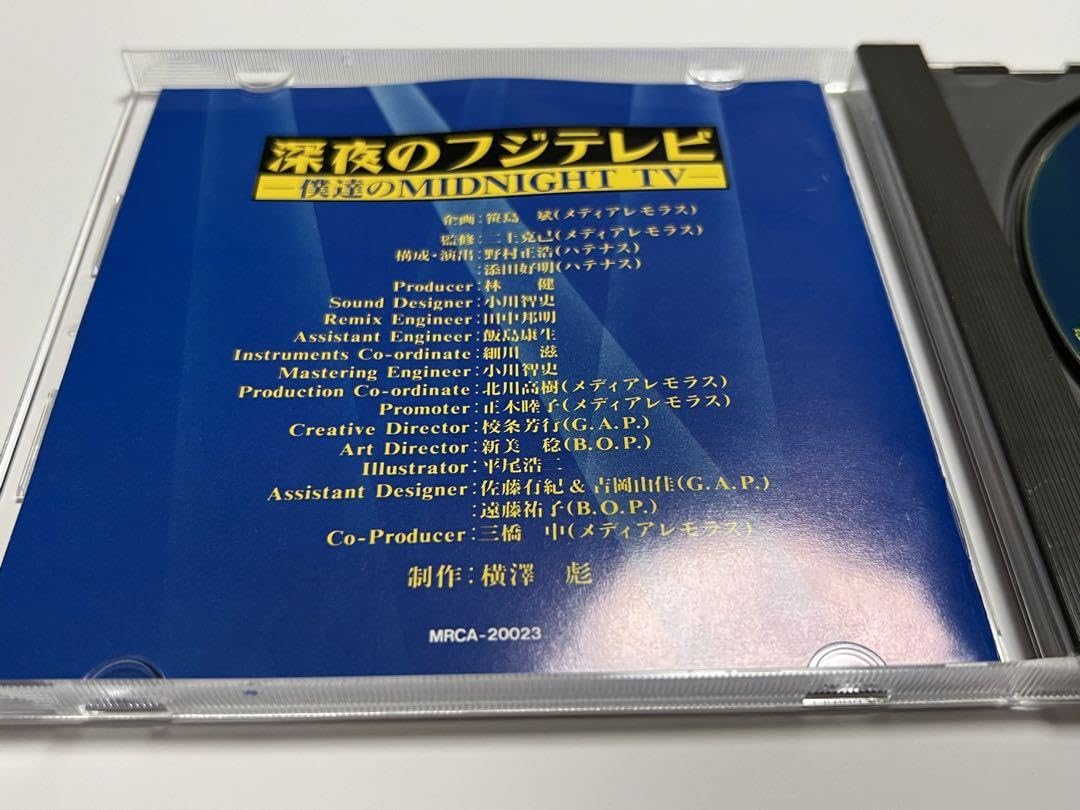 深夜のフジテレビ
—僕達のMIDNIGHT TV—
企画:笹島 斌(メディアレモラス)
監修:二上克己(メディアレモラス)
構成・演出:野村正浩(ハテナス)
:添田好明(ハテナス)
Producer:林 健
Sound Designer:小川智史
Remix Engineer:田中邦明
Assistant Engineer:飯島康生
Instruments Co-ordinate:細川 滋
Mastering Engineer:小川智史
Production Co-ordinate:北川高樹(メディアレモラス)
Promoter:正木睦子(メディアレモラス)
Creative Director:校条芳行(G.A.P.)
Art Director:新美 稔(B.O.P.)
Illustrator:平尾浩二
Assistant Designer:佐藤有紀&吉岡由佳(G.A.P.)
:遠藤祐子(B.O.P.)
Co-Producer:三橋 中(メディアレモラス)
制作:横澤 彪
MRCA-20023